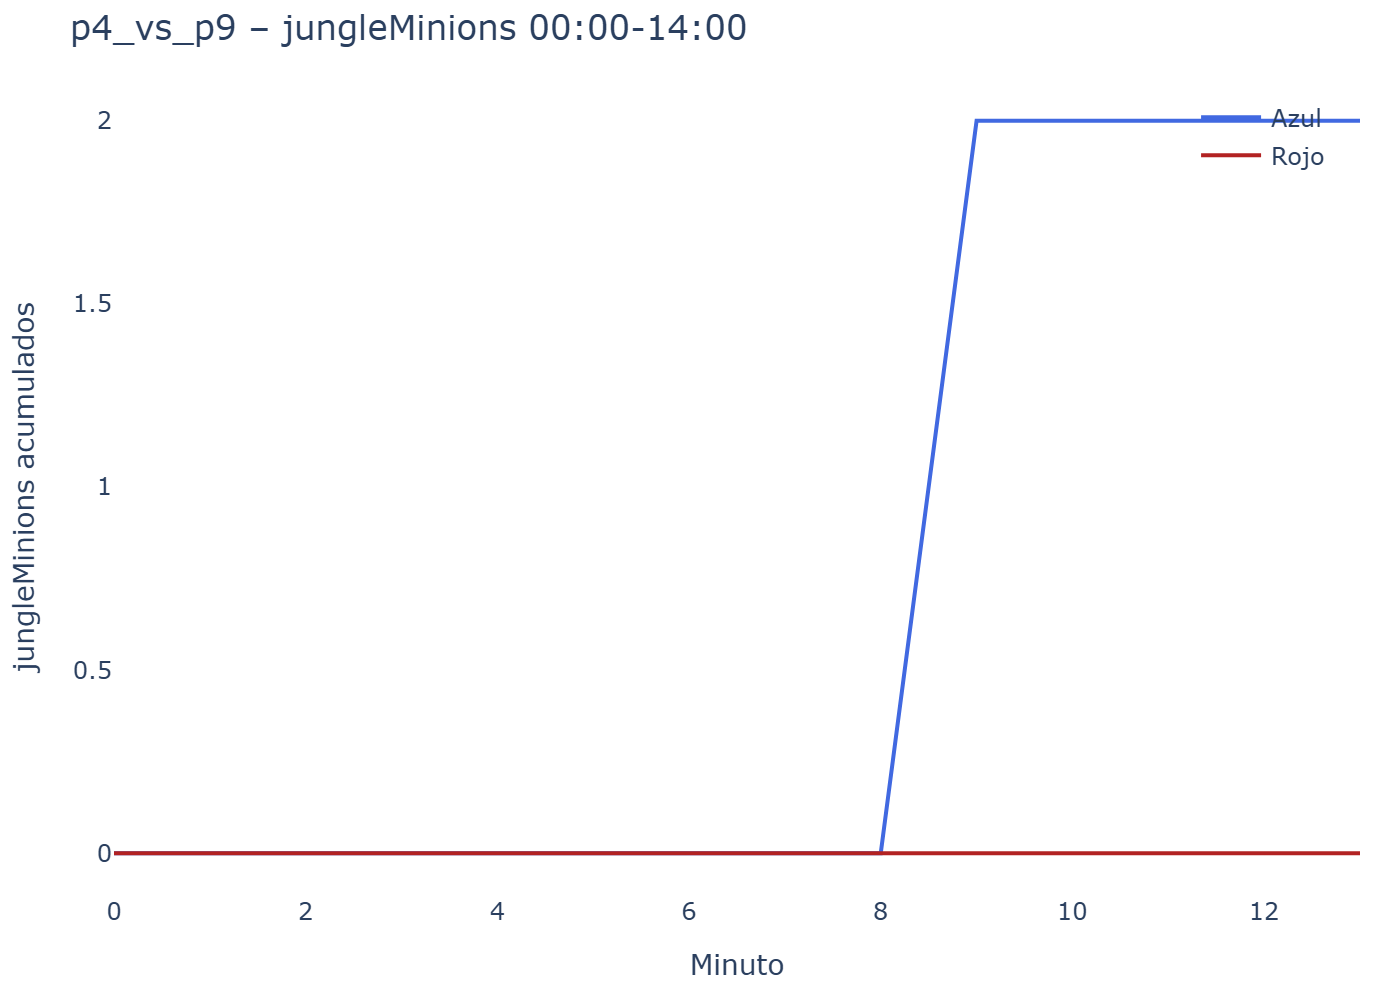 p4_vs_p9 – jungleMinions 00:00-14:00
2
1.5
1
0.5
0
jungleMinions acumulados
Azul
Rojo
0 2 4 6 8 10 12
Minuto